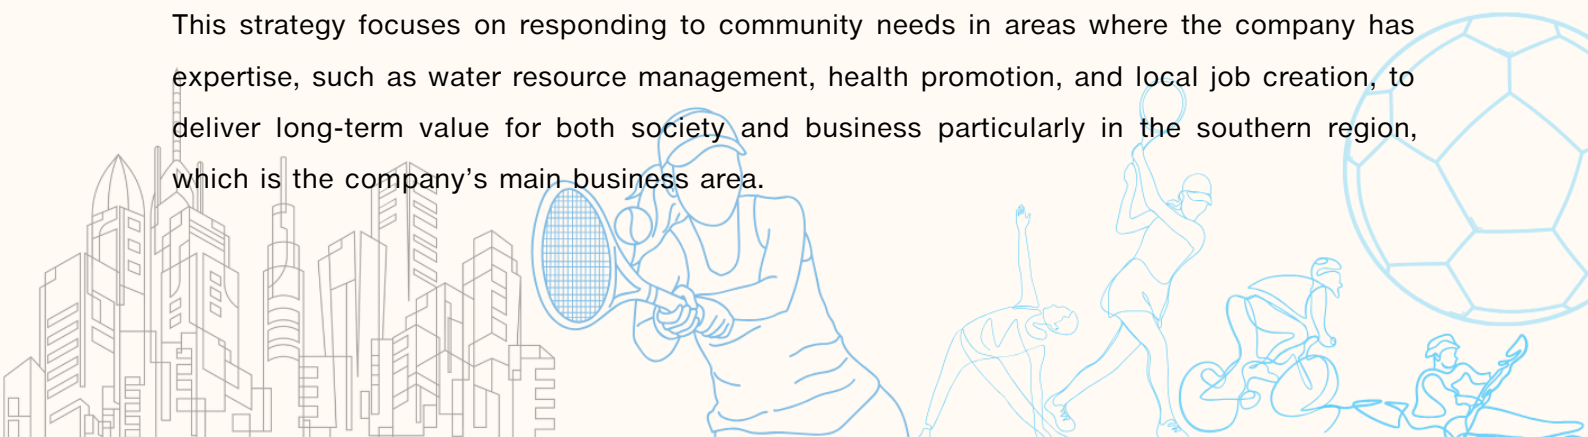 This strategy focuses on responding to community needs in areas where the company has
expertise, such as water resource management, health promotion, and local job creation, to
deliver long-term value for both society and business particularly in the southern region,
which is the company’s main business area.